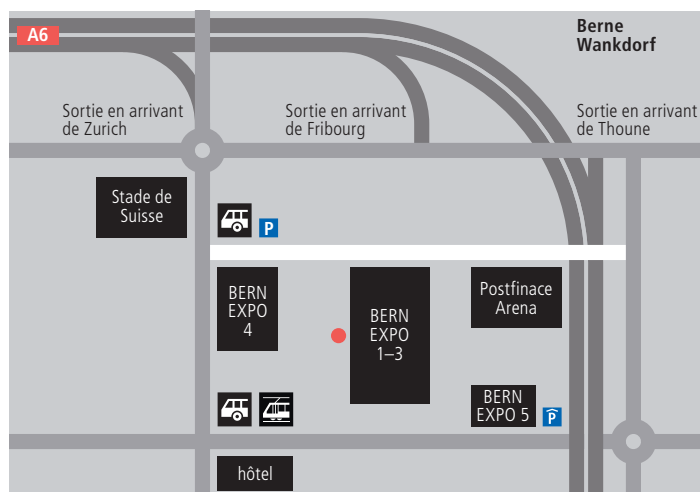 A6
Berne
Wankdorf
Sortie en arrivant
de Zurich
Sortie en arrivant
de Fribourg
Sortie en arrivant
de Thoune
Stade de
Suisse
P
BERN
EXPO
4
BERN
EXPO
1–3
Postfinace
Arena
BERN
EXPO 5
P
hôtel